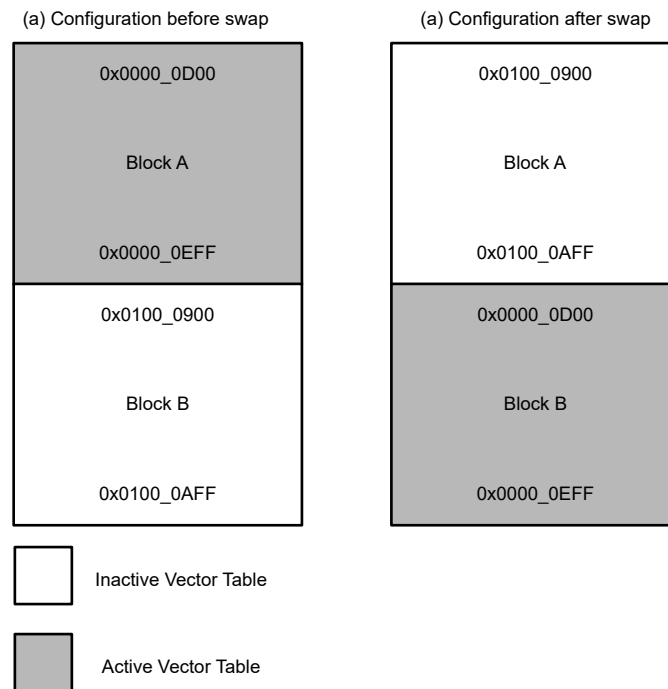 (a) Configuration before swap
0x0000_0D00
Block A
0x0000_0EFF
0x0100_0900
Block B
0x0100_0AFF
(a) Configuration after swap
0x0100_0900
Block A
0x0100_0AFF
0x0000_0D00
Block B
0x0000_0EFF
Inactive Vector Table
Active Vector Table